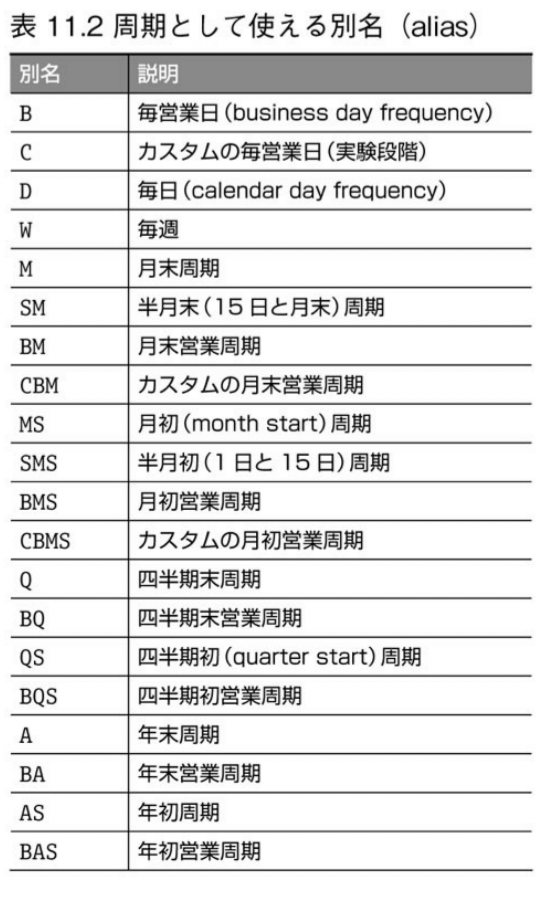 表 11.2 周期として使える別名（alias）
別名 説明
B 毎営業日（business day frequency）
C カスタムの毎営業日（実験段階）
D 毎日（calendar day frequency）
W 毎週
M 月末周期
SM 半月末（15 日と月末）周期
BM 月末営業周期
CBM カスタムの月末営業周期
MS 月初（month start）周期
SMS 半月初（1 日と 15 日）周期
BMS 月初営業周期
CBMS カスタムの月初営業周期
Q 四半期末周期
BQ 四半期末営業周期
QS 四半期初（quarter start）周期
BQS 四半期初営業周期
A 年末周期
BA 年末営業周期
AS 年初周期
BAS 年初営業周期